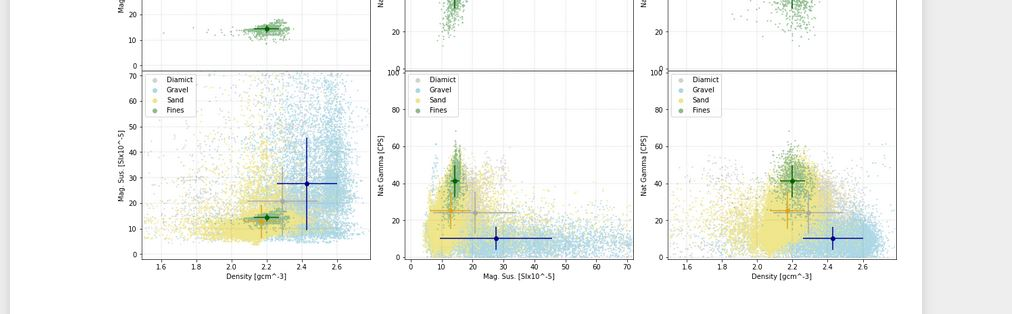 Mag.
20
10
0
Na
20
0
Na
20
0
70
60
50
40
30
20
10
0
Mag. Sus. [SIx10^-5]
Diamict
Gravel
Sand
Fines
1.6 1.8 2.0 2.2 2.4 2.6
Density [gcm^-3]
100
80
60
40
20
0
Nat Gamma [CPS]
Diamict
Gravel
Sand
Fines
0 10 20 30 40 50 60 70
Mag. Sus. [SIx10^-5]
100
80
60
40
20
0
Nat Gamma [CPS]
Diamict
Gravel
Sand
Fines
1.6 1.8 2.0 2.2 2.4 2.6
Density [gcm^-3]